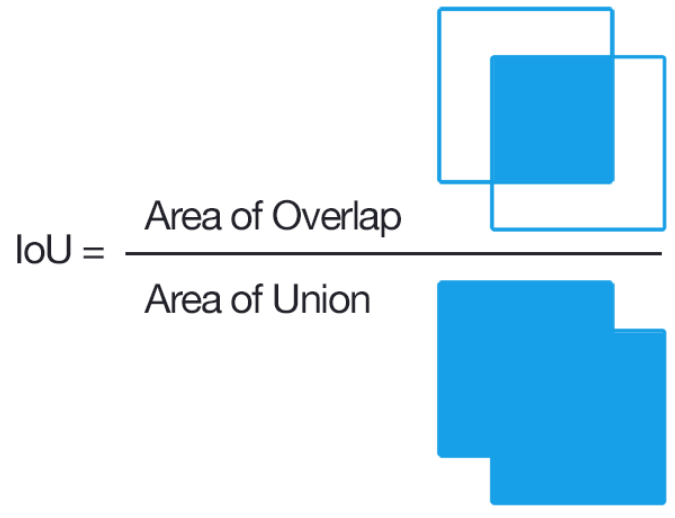 Area of Overlap
IoU =
Area of Union